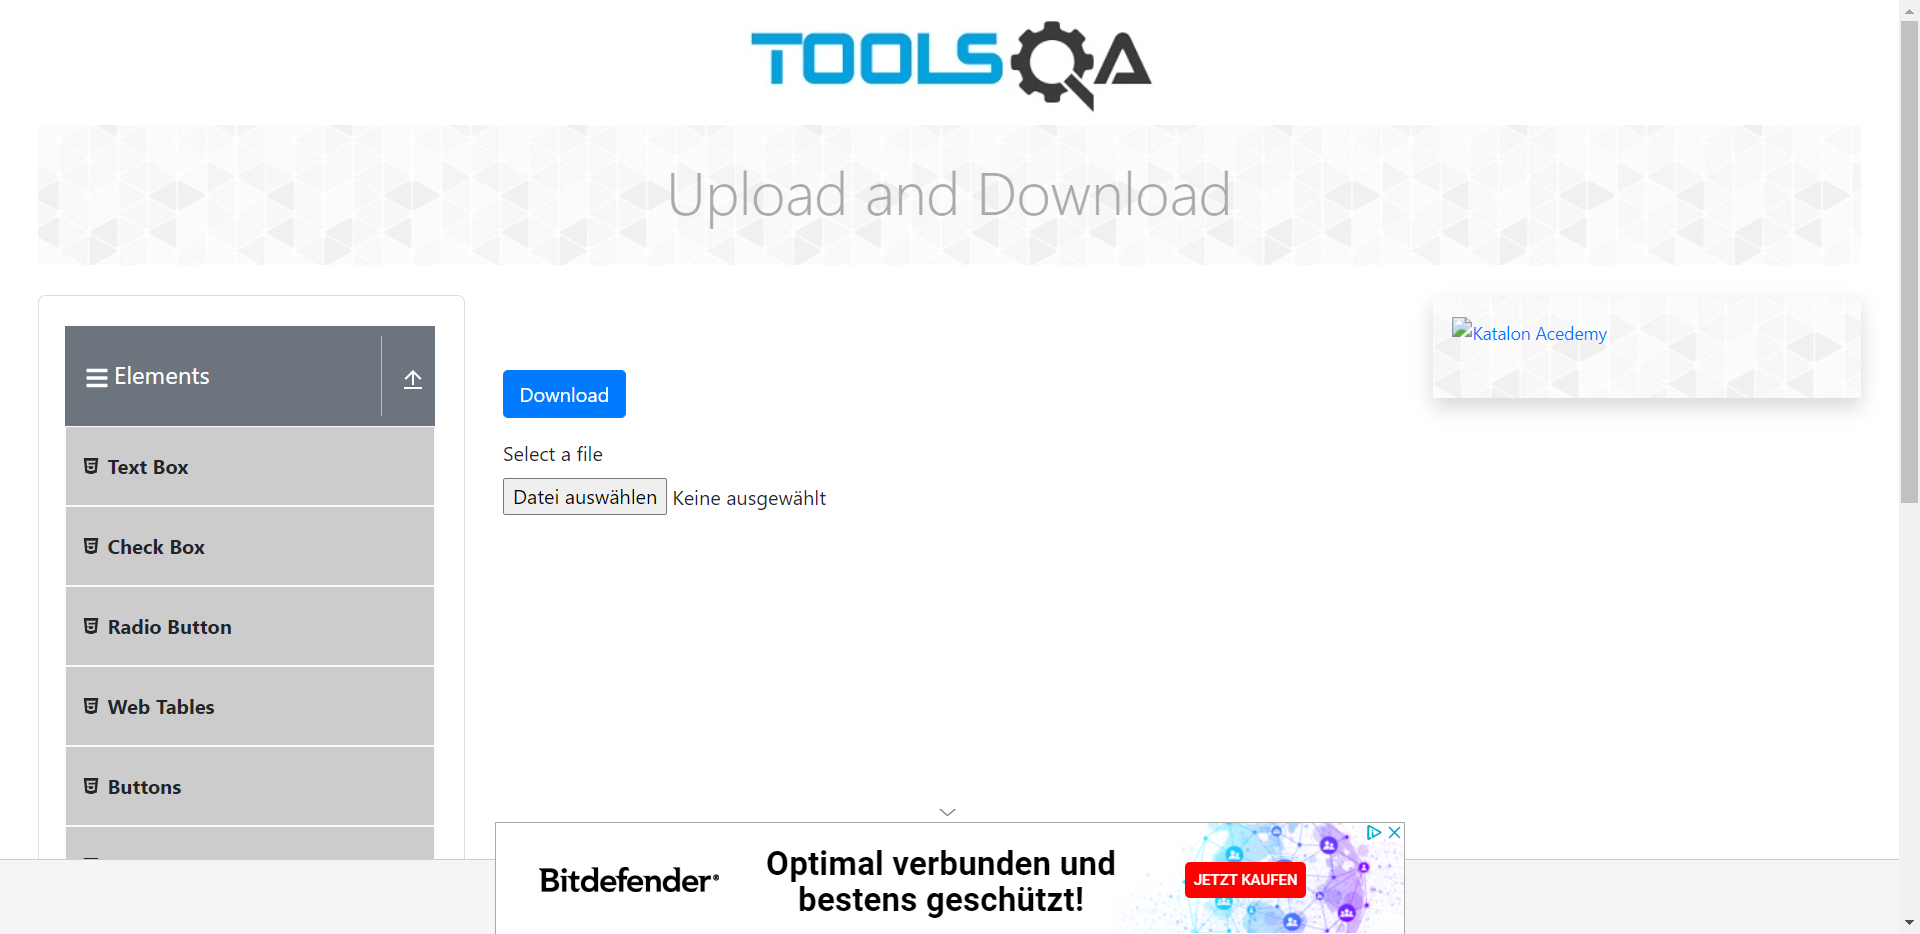 TOOLSQA
Upload and Download
Elements
Text Box
Check Box
Radio Button
Web Tables
Buttons
Download
Select a file
Datei auswählen Keine ausgewählt
Katalon Acedemy
Bitdefender®
Optimal verbunden und
bestens geschützt!
JETZT KAUFEN